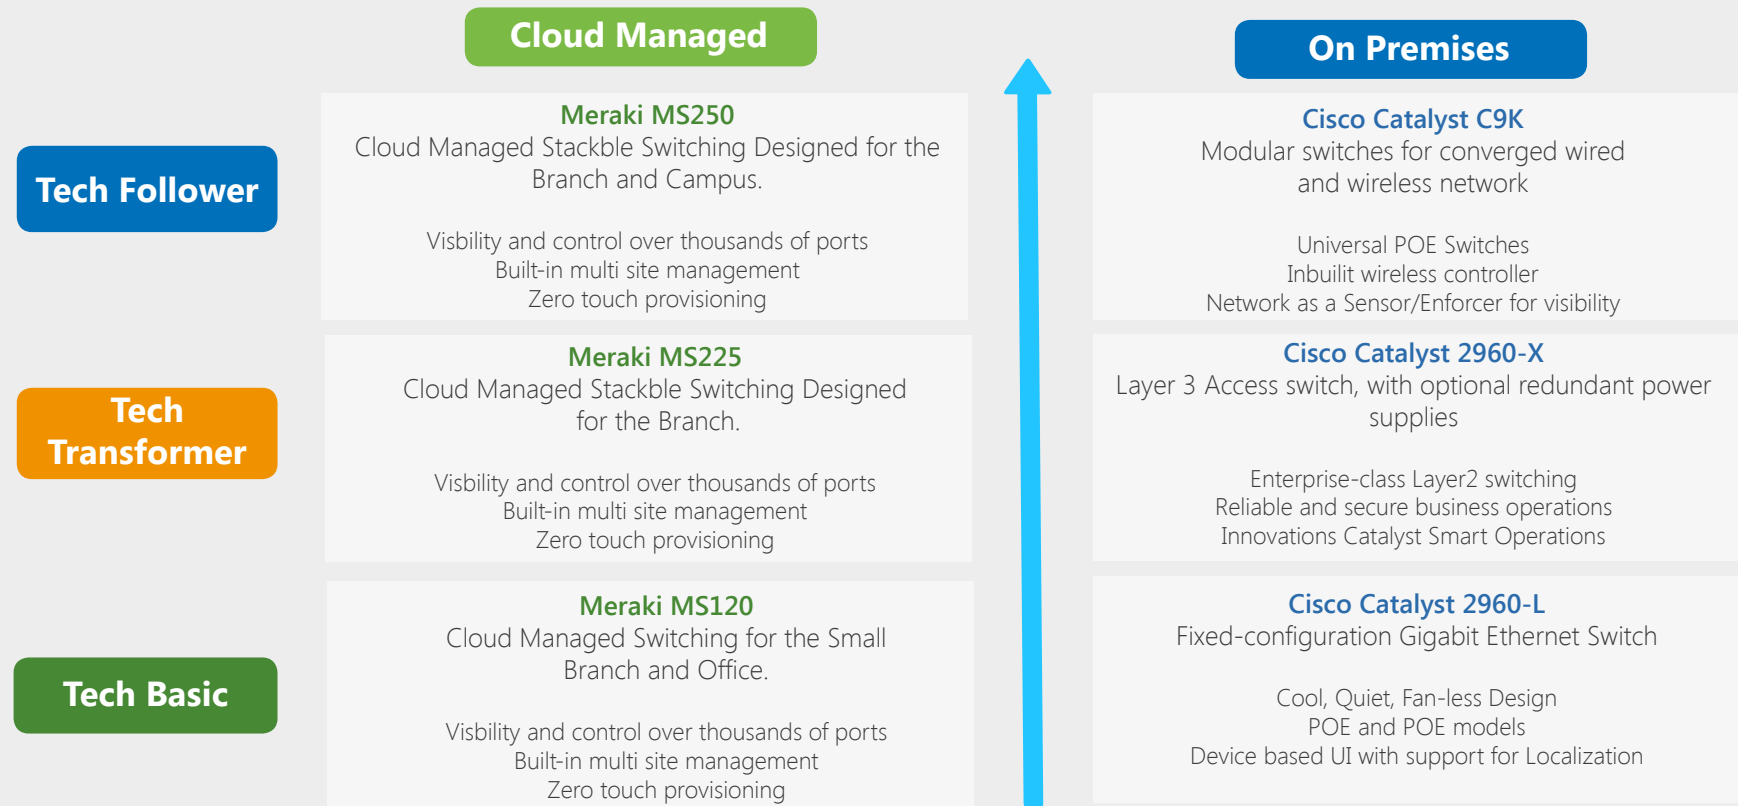 Cloud Managed
On Premises
Tech Follower
Meraki MS250
Cloud Managed Stackble Switching Designed for the
Branch and Campus.
Visbility and control over thousands of ports
Built-in multi site management
Zero touch provisioning
Cisco Catalyst C9K
Modular switches for converged wired
and wireless network
Universal POE Switches
Inbuilit wireless controller
Network as a Sensor/Enforcer for visibility
Tech
Transformer
Meraki MS225
Cloud Managed Stackble Switching Designed
for the Branch.
Visbility and control over thousands of ports
Built-in multi site management
Zero touch provisioning
Cisco Catalyst 2960-X
Layer 3 Access switch, with optional redundant power
supplies
Enterprise-class Layer2 switching
Reliable and secure business operations
Innovations Catalyst Smart Operations
Tech Basic
Meraki MS120
Cloud Managed Switching for the Small
Branch and Office.
Visbility and control over thousands of ports
Built-in multi site management
Zero touch provisioning
Cisco Catalyst 2960-L
Fixed-configuration Gigabit Ethernet Switch
Cool, Quiet, Fan-less Design
POE and POE models
Device based UI with support for Localization